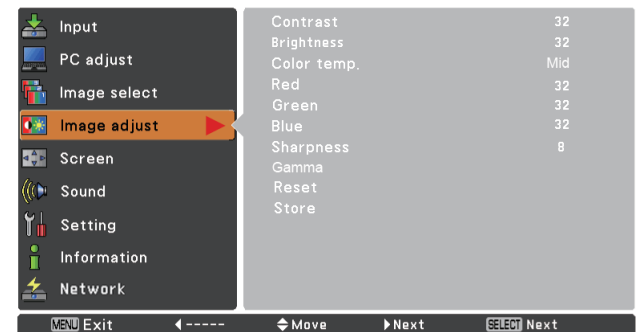 Input
PC adjust
Image select
Image adjust
Screen
Sound
Setting
Information
Network
Contrast 32
Brightness 32
Color temp. Mid
Red 32
Green 32
Blue 32
Sharpness 8
Gamma
Reset
Store
MENU Exit ----- Move Next SELECT Next